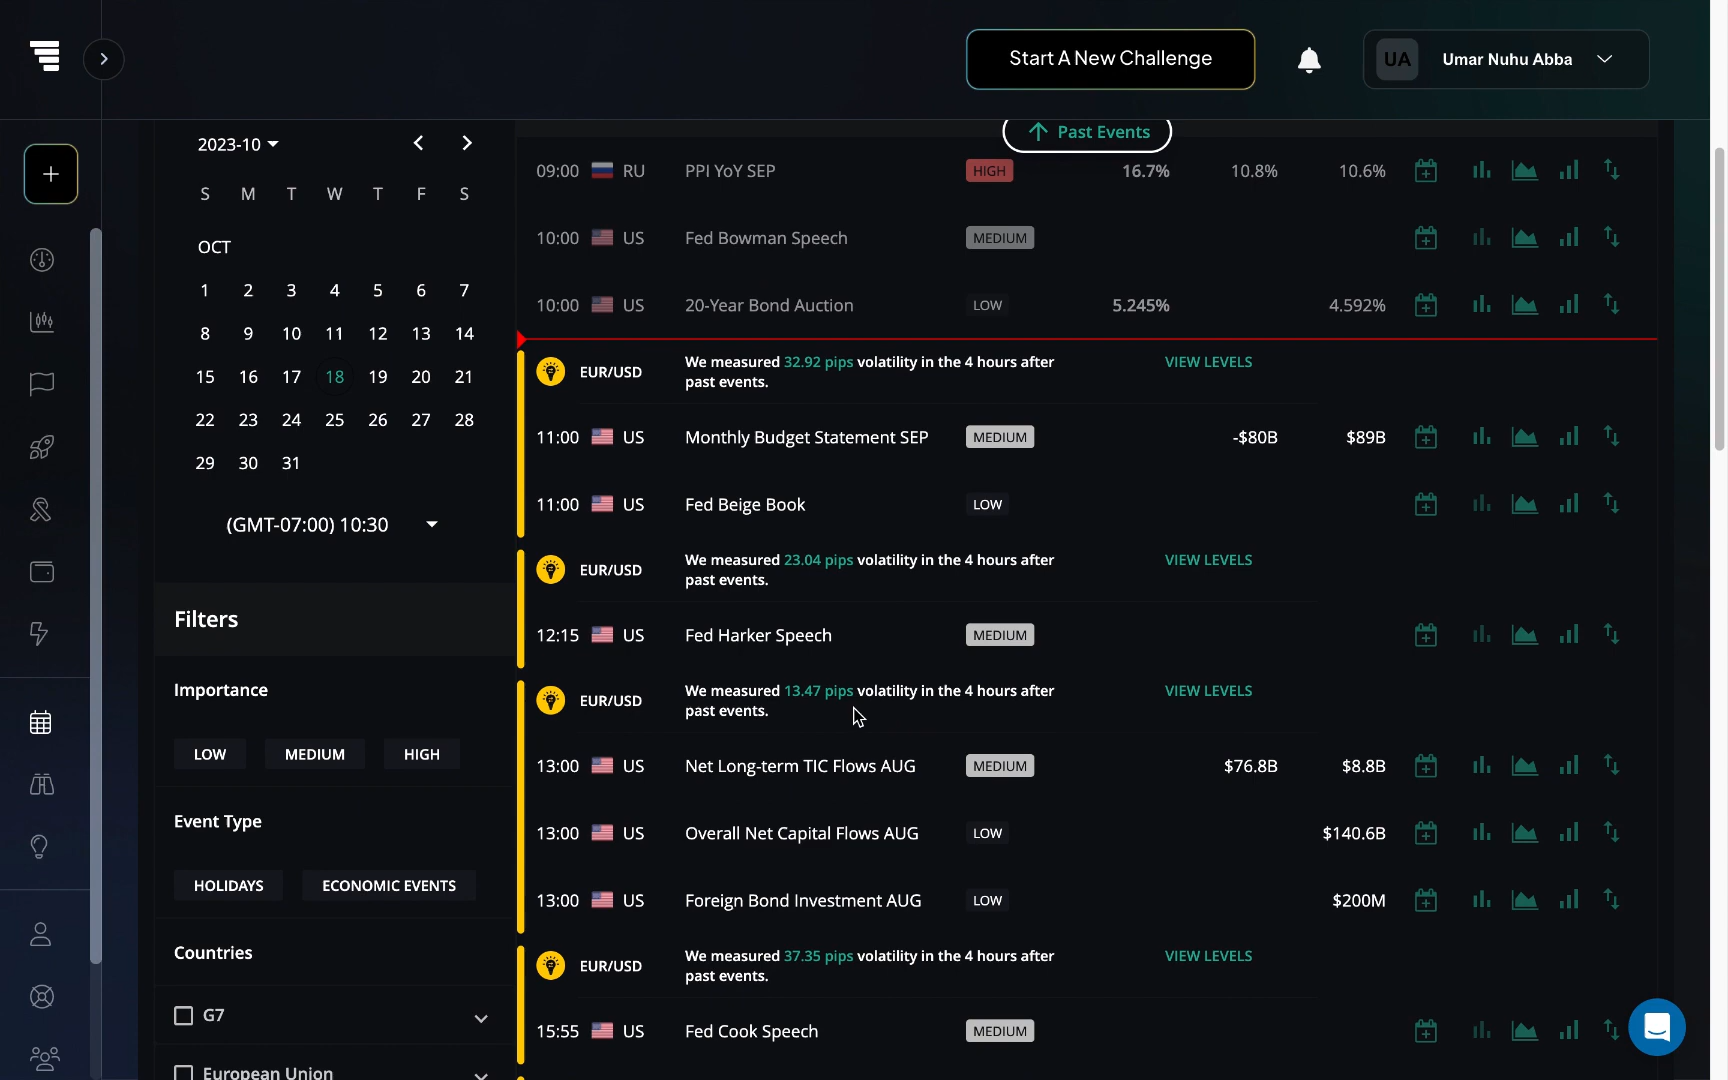 Start A New Challenge
UA Umar Nuhu Abba
2023-10
S M T W T F S
OCT
1 2 3 4 5 6 7
8 9 10 11 12 13 14
15 16 17 18 19 20 21
22 23 24 25 26 27 28
29 30 31
(GMT-07:00) 10:30
Filters
Importance
LOW MEDIUM HIGH
Event Type
HOLIDAYS ECONOMIC EVENTS
Countries
G7
European Union
Past Events
09:00 RU PPI YoY SEP HIGH 16.7% 10.8% 10.6%
10:00 US Fed Bowman Speech MEDIUM
10:00 US 20-Year Bond Auction LOW 5.245% 4.592%
EUR/USD We measured 32.92 pips volatility in the 4 hours after VIEW LEVELS
past events.
11:00 US Monthly Budget Statement SEP MEDIUM -$80B $89B
11:00 US Fed Beige Book LOW
EUR/USD We measured 23.04 pips volatility in the 4 hours after VIEW LEVELS
past events.
12:15 US Fed Harker Speech MEDIUM
EUR/USD We measured 13.47 pips volatility in the 4 hours after VIEW LEVELS
past events.
13:00 US Net Long-term TIC Flows AUG MEDIUM $76.8B $8.8B
13:00 US Overall Net Capital Flows AUG LOW $140.6B
13:00 US Foreign Bond Investment AUG LOW $200M
EUR/USD We measured 37.35 pips volatility in the 4 hours after VIEW LEVELS
past events.
15:55 US Fed Cook Speech MEDIUM